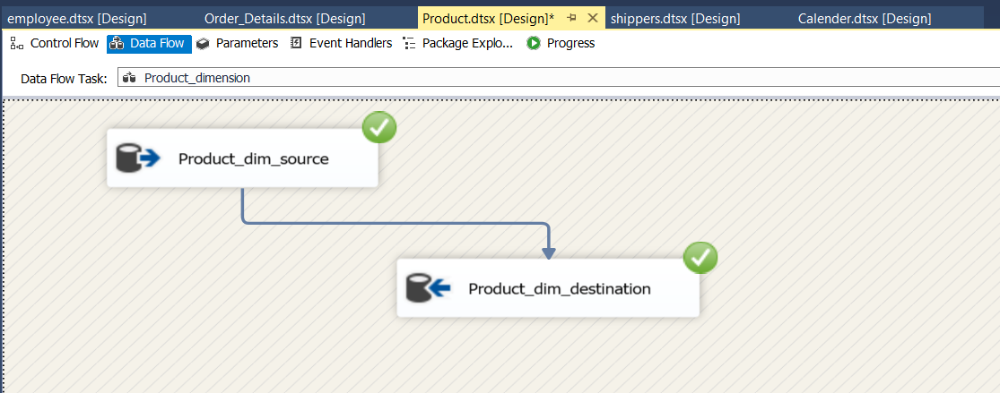 employee.dtsx [Design] Order_Details.dtsx [Design] Product.dtsx [Design]* shippers.dtsx [Design] Calender.dtsx [Design]
Control Flow Data Flow Parameters Event Handlers Package Explo... Progress
Data Flow Task: Product_dimension
Product_dim_source
Product_dim_destination